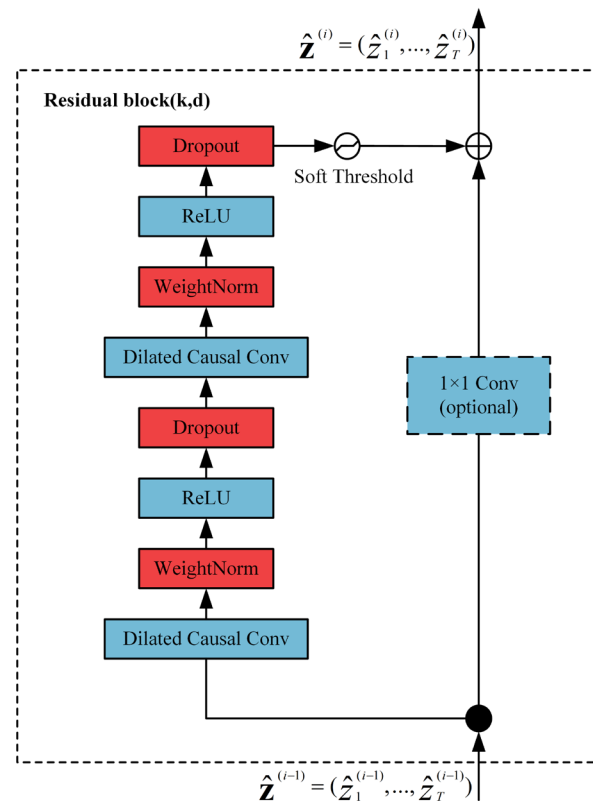 ẑ^(i) = (ẑ_1^(i),...,ẑ_T^(i))
Residual block(k,d)
Dropout
Soft Threshold
ReLU
WeightNorm
Dilated Causal Conv
1×1 Conv
(optional)
Dropout
ReLU
WeightNorm
Dilated Causal Conv
ẑ^(i−1) = (ẑ_1^(i−1),...,ẑ_T^(i−1))